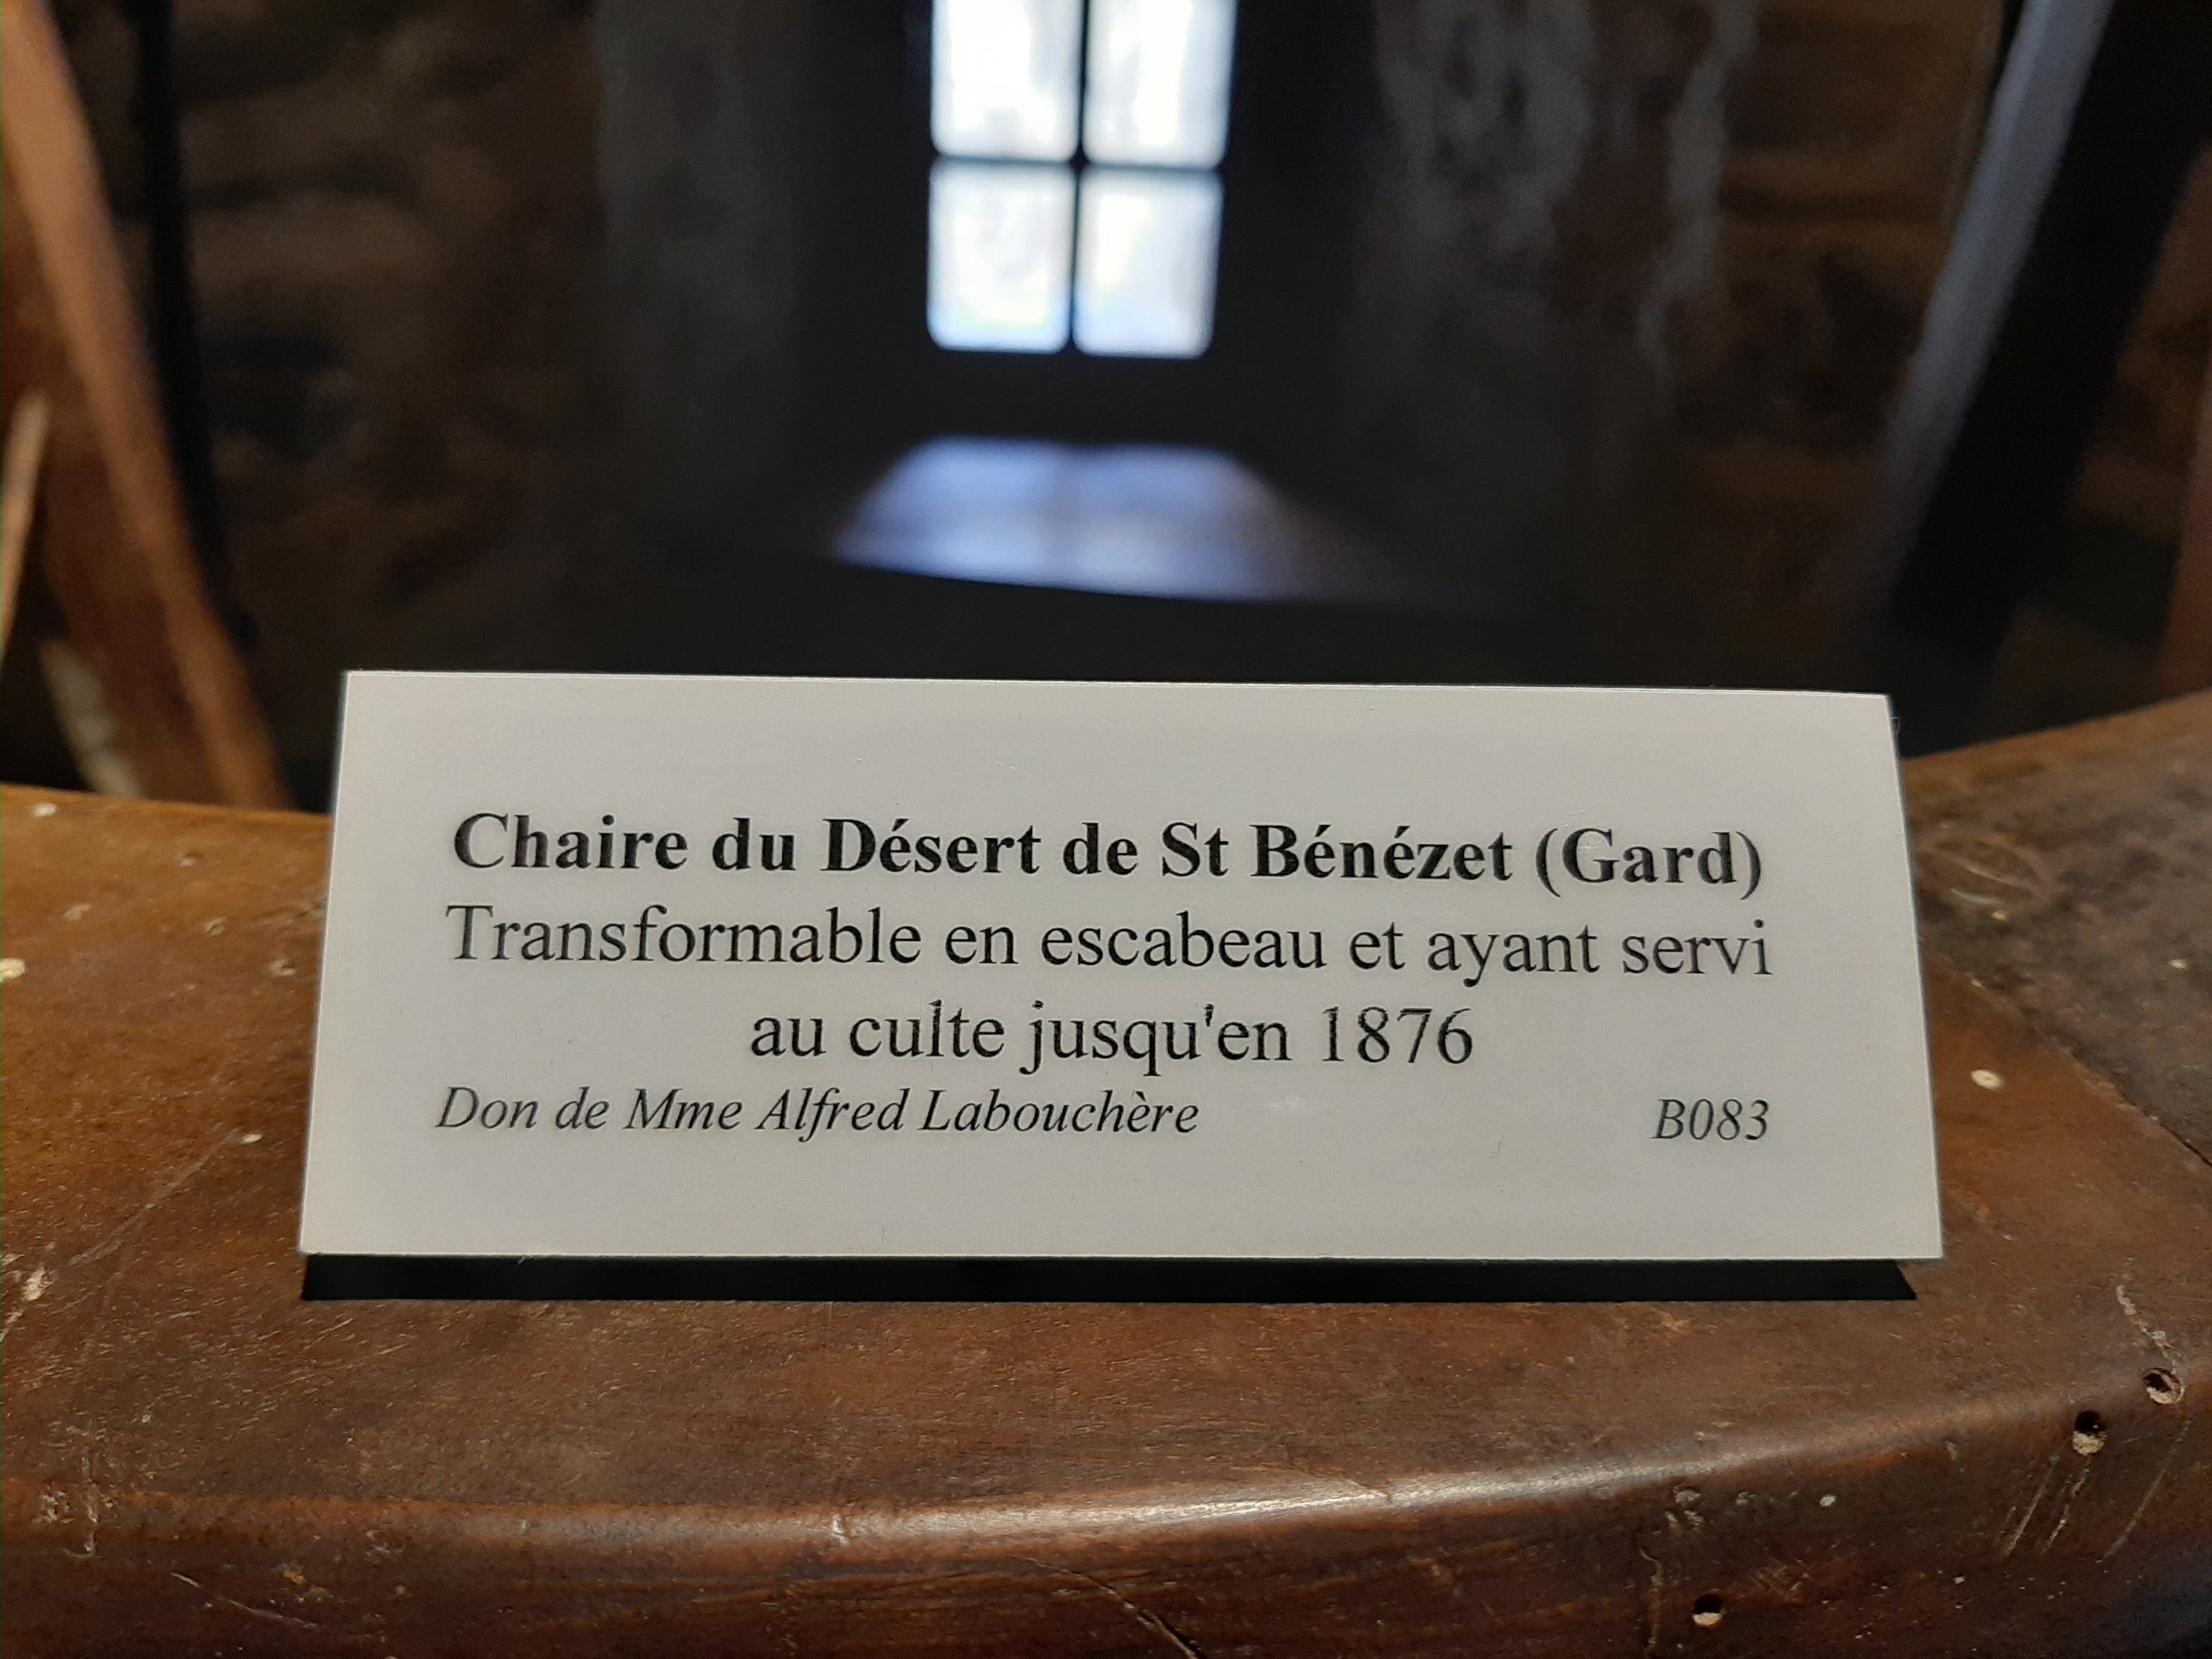 Chaire du Désert de St Bénézet (Gard)
Transformable en escabeau et ayant servi
au culte jusqu'en 1876
Don de Mme Alfred Labouchère B083